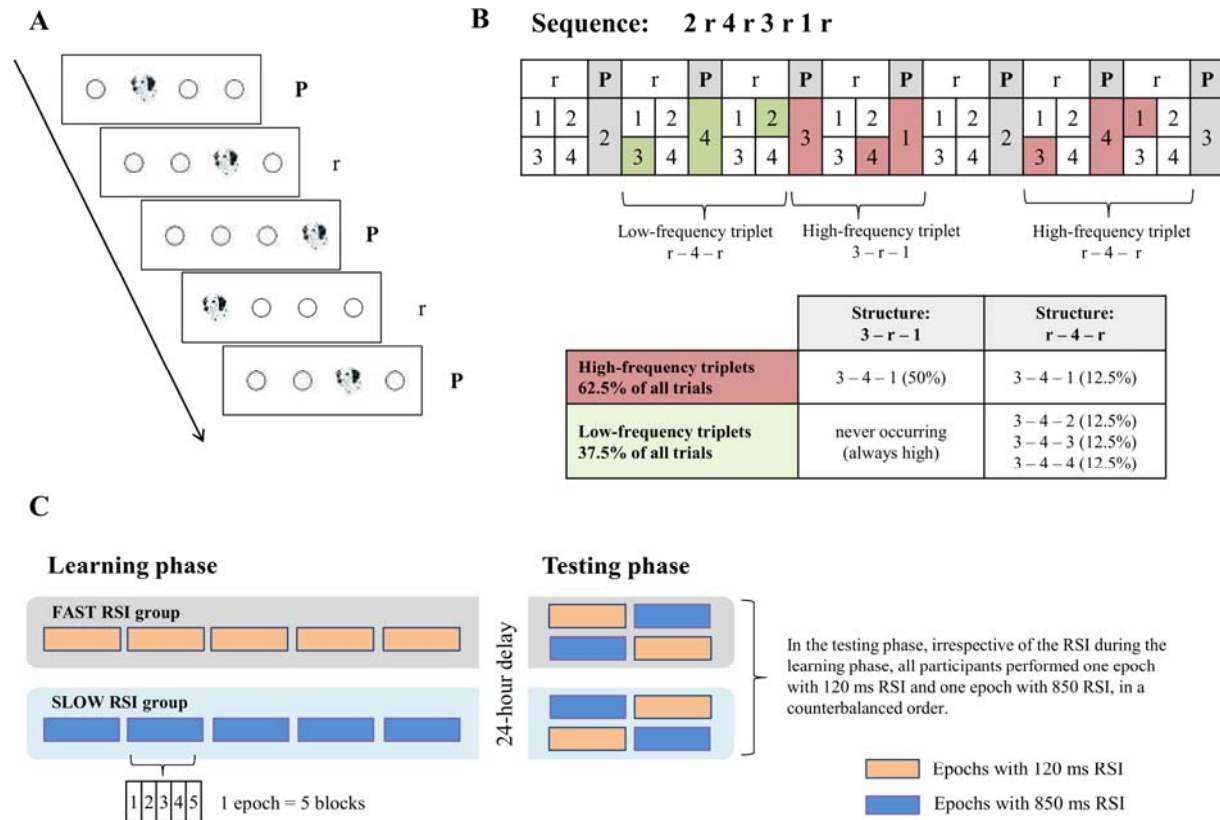 A
P
r
P
r
P
B
Sequence: 2 r 4 r 3 r 1 r
r P r P r P r P r P r P r P
1 2 1 2 1 2 1 2 1 2 1 2 1 2
2 4 3 1 2 4 3
3 4 3 4 3 4 3 4 3 4 3 4 3 4
Low-frequency triplet
r – 4 – r
High-frequency triplet
3 – r – 1
High-frequency triplet
r – 4 – r
Structure:
3 – r – 1
Structure:
r – 4 – r
High-frequency triplets
62.5% of all trials
3 – 4 – 1 (50%)
3 – 4 – 1 (12.5%)
Low-frequency triplets
37.5% of all trials
never occurring
(always high)
3 – 4 – 2 (12.5%)
3 – 4 – 3 (12.5%)
3 – 4 – 4 (12.5%)
C
Learning phase
Testing phase
FAST RSI group
SLOW RSI group
24-hour delay
1 2 3 4 5
1 epoch = 5 blocks
In the testing phase, irrespective of the RSI during the
learning phase, all participants performed one epoch
with 120 ms RSI and one epoch with 850 RSI, in a
counterbalanced order.
Epochs with 120 ms RSI
Epochs with 850 ms RSI